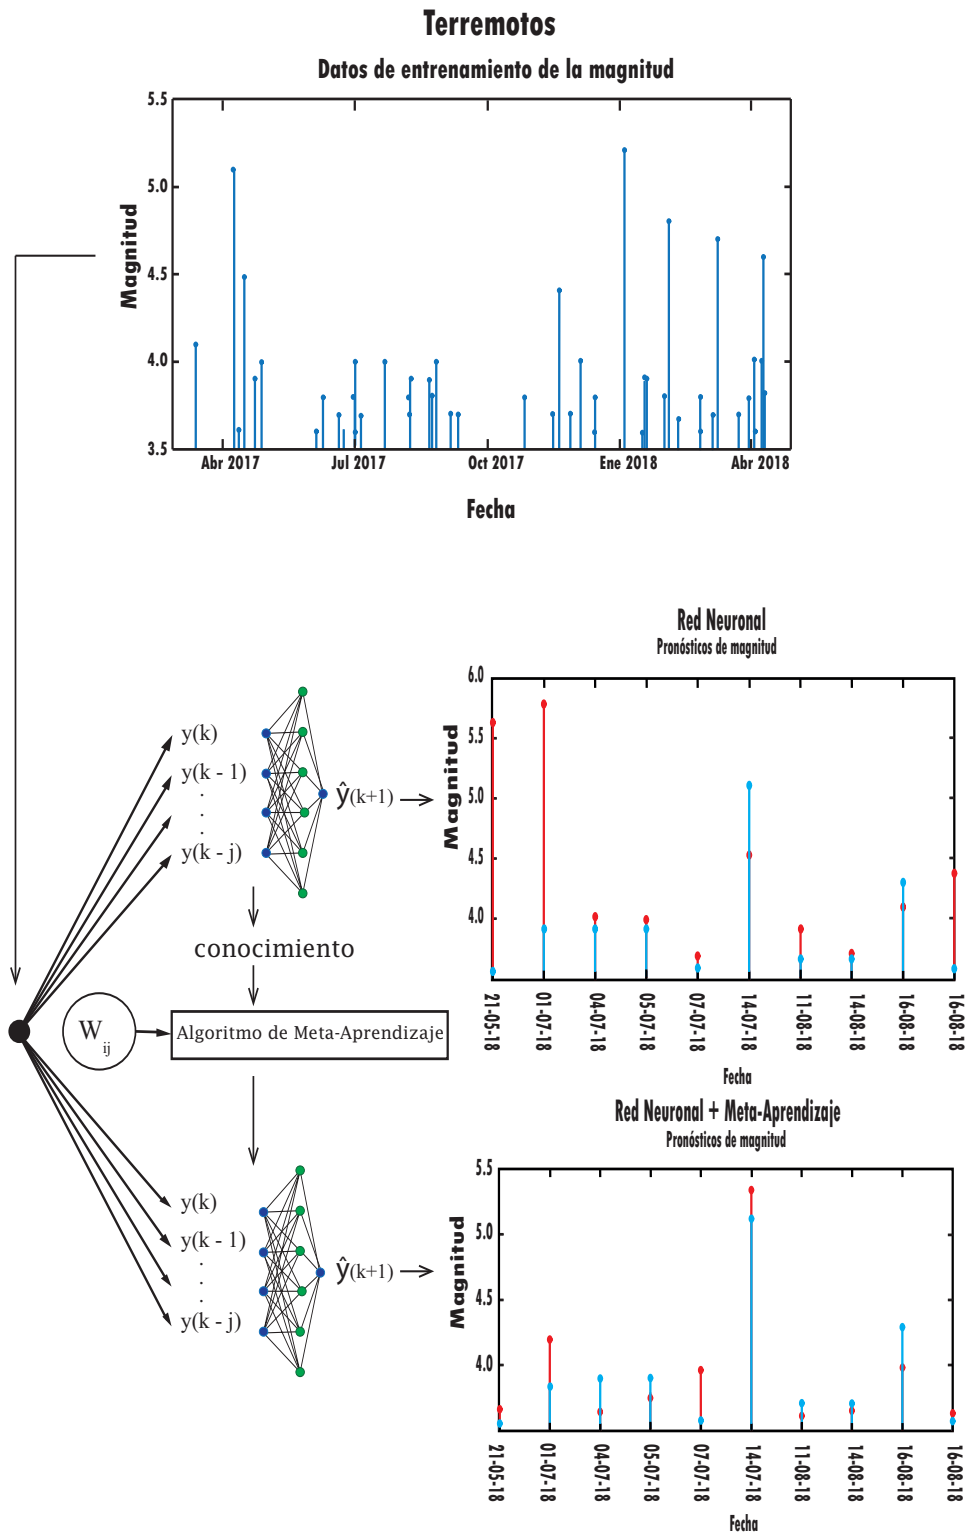 Terremotos
Datos de entrenamiento de la magnitud
5.5
5.0
4.5
4.0
3.5
Magnitud
Abr 2017
Jul 2017
Oct 2017
Ene 2018
Abr 2018
Fecha
Red Neuronal
Pronósticos de magnitud
6.0
5.5
5.0
4.5
4.0
Magnitud
21-05-18
01-07-18
04-07-18
05-07-18
07-07-18
14-07-18
11-08-18
14-08-18
16-08-18
16-08-18
Fecha
y(k)
y(k - 1)
.
.
.
y(k - j)
ŷ(k+1)
conocimiento
W ij
Algoritmo de Meta-Aprendizaje
Red Neuronal + Meta-Aprendizaje
Pronósticos de magnitud
5.5
5.0
4.5
4.0
Magnitud
21-05-18
01-07-18
04-07-18
05-07-18
07-07-18
14-07-18
11-08-18
14-08-18
16-08-18
16-08-18
Fecha
y(k)
y(k - 1)
.
.
.
y(k - j)
ŷ(k+1)